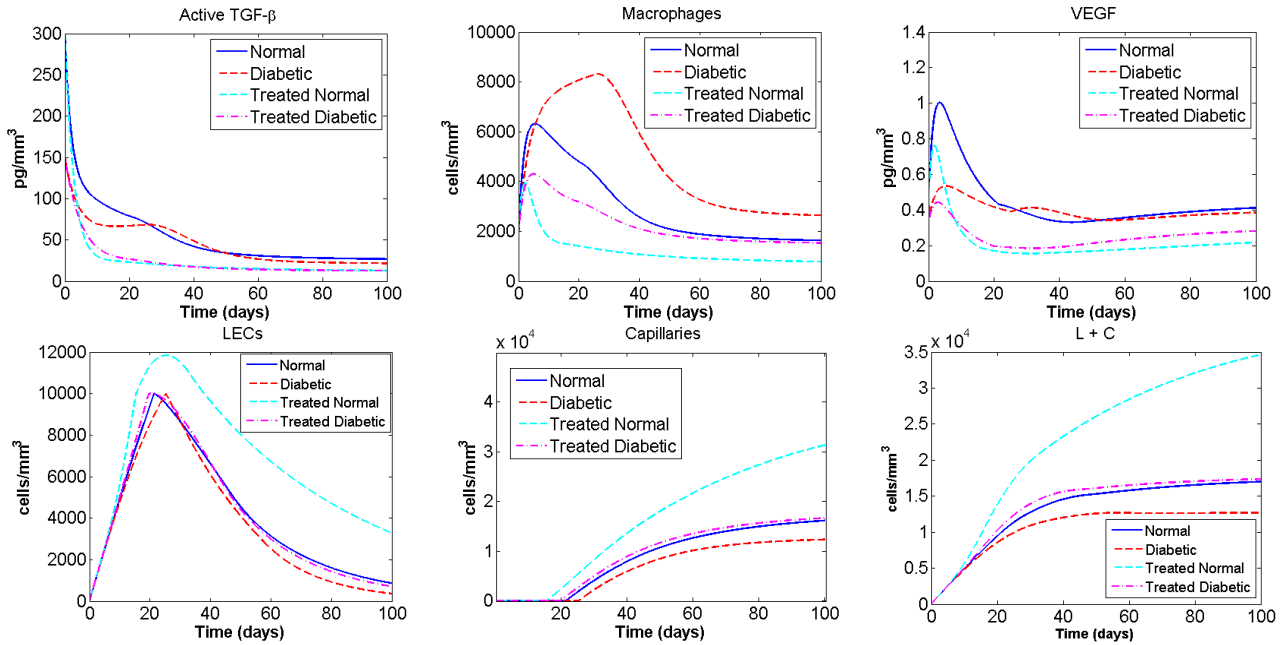 Active TGF-β
300
250
200
150
100
50
0
pg/mm³
0 20 40 60 80 100
Time (days)
Normal
Diabetic
Treated Normal
Treated Diabetic
Macrophages
10000
8000
6000
4000
2000
0
cells/mm³
0 20 40 60 80 100
Time (days)
Normal
Diabetic
Treated Normal
Treated Diabetic
VEGF
1.4
1.2
1
0.8
0.6
0.4
0.2
0
pg/mm³
0 20 40 60 80 100
Time (days)
Normal
Diabetic
Treated Normal
Treated Diabetic
LECs
12000
10000
8000
6000
4000
2000
0
cells/mm³
0 20 40 60 80 100
Time (days)
Normal
Diabetic
Treated Normal
Treated Diabetic
Capillaries
x 10⁴
4
3
2
1
0
cells/mm³
0 20 40 60 80 100
Time (days)
Normal
Diabetic
Treated Normal
Treated Diabetic
L + C
x 10⁴
3.5
3
2.5
2
1.5
1
0.5
0
cells/mm³
0 20 40 60 80 100
Time (days)
Normal
Diabetic
Treated Normal
Treated Diabetic